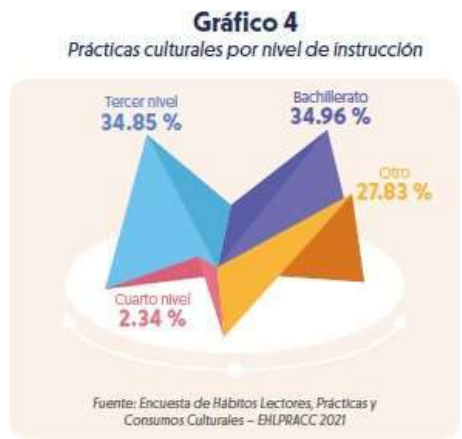 Gráfico 4
Prácticas culturales por nivel de instrucción
Tercer nivel
34.85 %
Bachillerato
34.96 %
Otro
27.83 %
Cuarto nivel
2.34 %
Fuente: Encuesta de Hábitos Lectores, Prácticas y
Consumos Culturales – EHLPRACC 2021